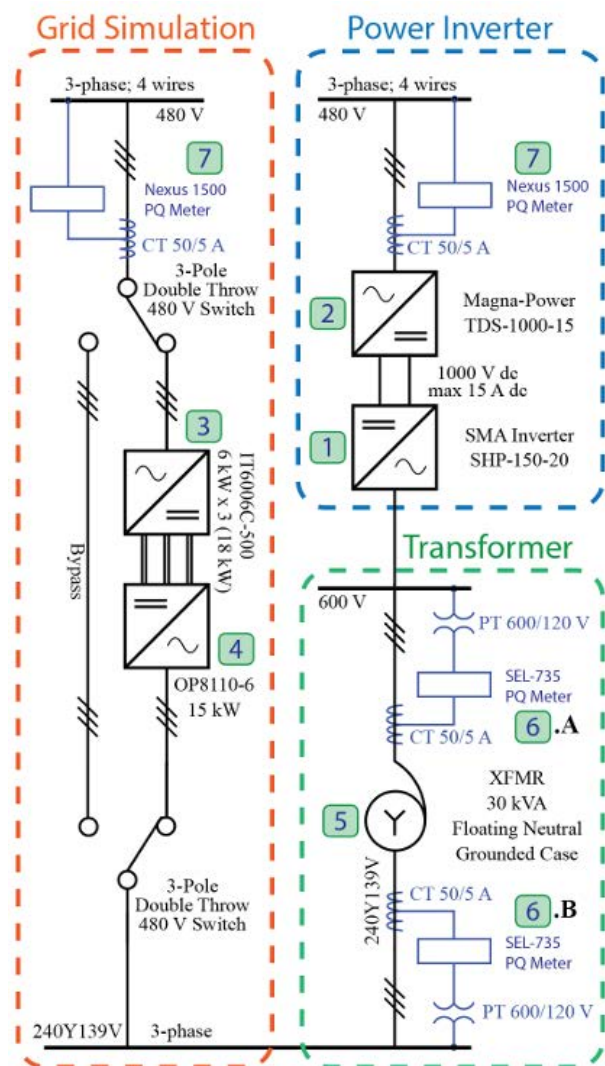 Grid Simulation
3-phase; 4 wires
480 V
7
Nexus 1500
PQ Meter
CT 50/5 A
3-Pole
Double Throw
480 V Switch
3
IT6006C-500
6 kW x 3 (18 kW)
Bypass
4
OP8110-6
15 kW
3-Pole
Double Throw
480 V Switch
240Y139V
3-phase
Power Inverter
3-phase; 4 wires
480 V
7
Nexus 1500
PQ Meter
CT 50/5 A
2
Magna-Power
TDS-1000-15
1000 V dc
max 15 A dc
1
SMA Inverter
SHP-150-20
Transformer
600 V
PT 600/120 V
SEL-735
PQ Meter
CT 50/5 A
6 .A
5
Y
XFMR
30 kVA
Floating Neutral
Grounded Case
240Y139V
CT 50/5 A
6 .B
SEL-735
PQ Meter
PT 600/120 V